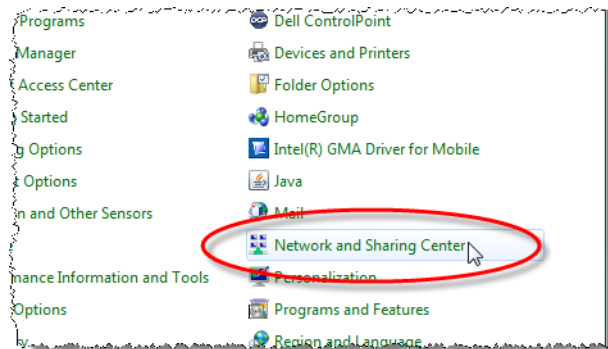 Programs
Dell ControlPoint
Manager
Devices and Printers
Access Center
Folder Options
Started
HomeGroup
g Options
Intel(R) GMA Driver for Mobile
t Options
Java
n and Other Sensors
Mail
Network and Sharing Center
mance Information and Tools
Personalization
Options
Programs and Features
ry
Region and Language